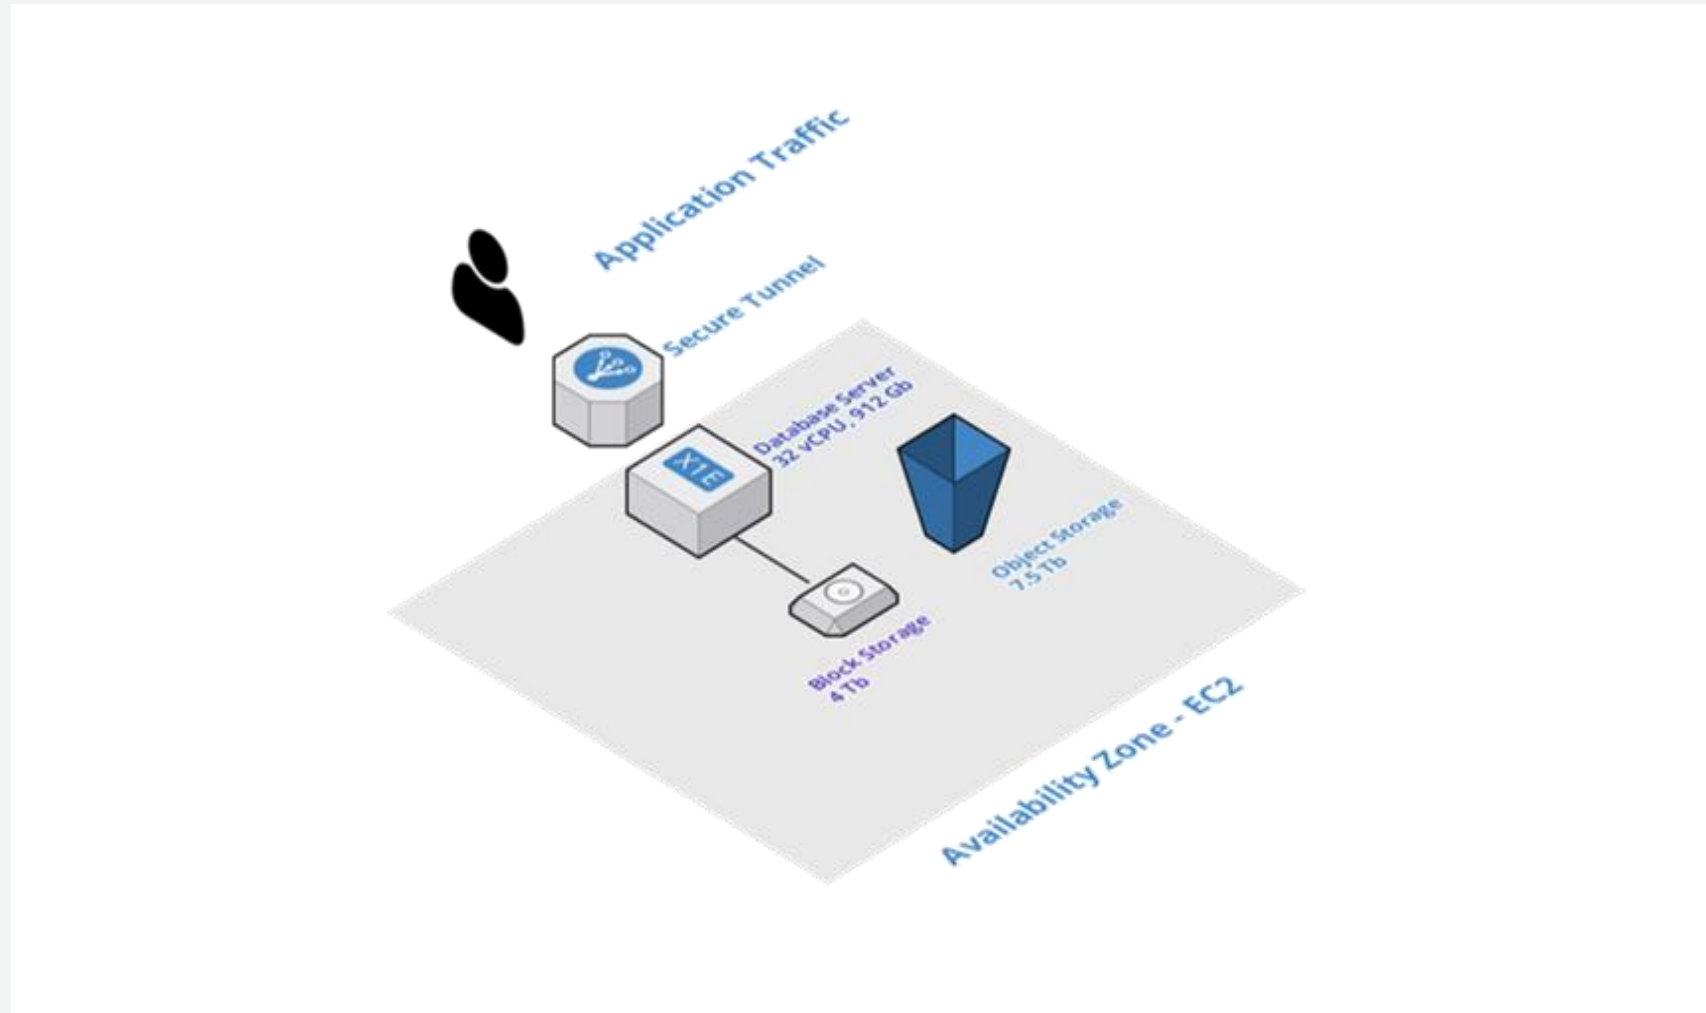 Application Traffic
Secure Tunnel
Database Server
32 vCPU, 912 Gb
X1E
Object Storage
7.5 Tb
Block Storage
4 Tb
Availability Zone - EC2